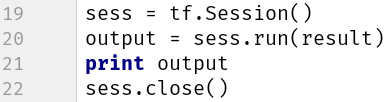 19 sess = tf.Session()
20 output = sess.run(result)
21 print output
22 sess.close()